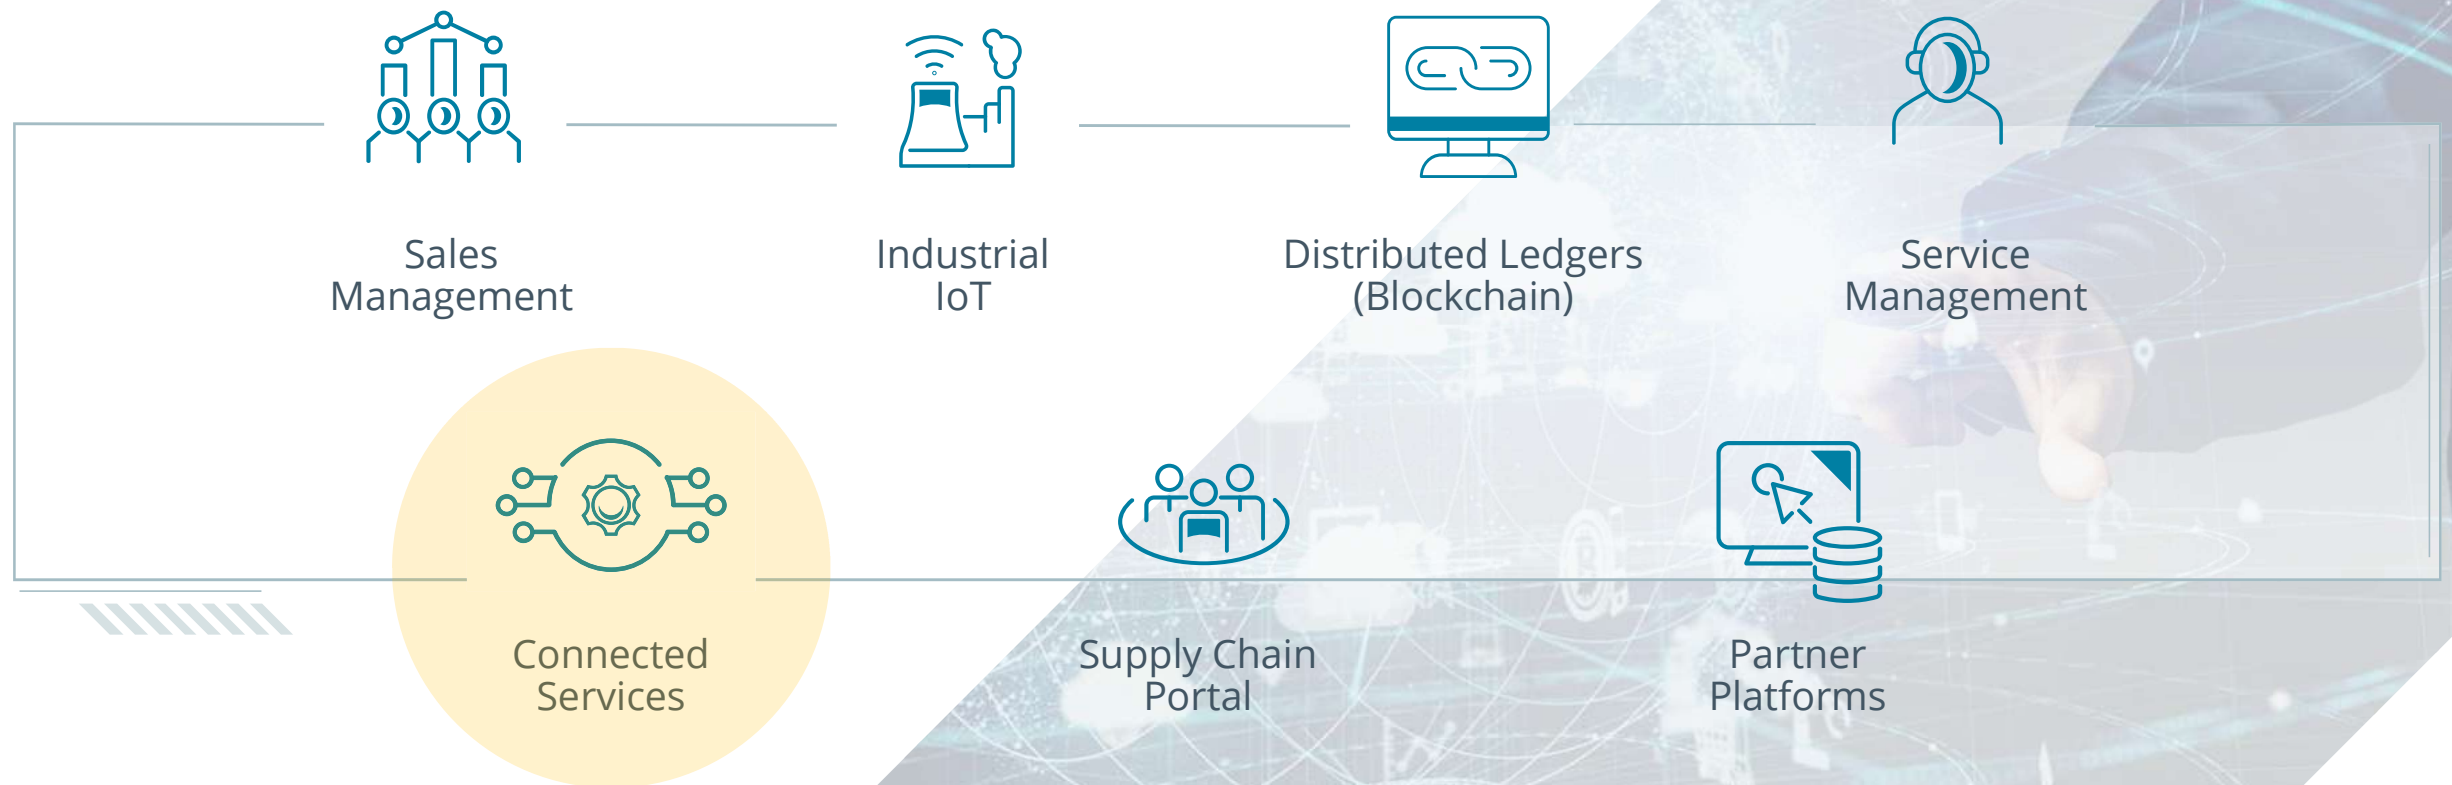 Sales
Management
Industrial
IoT
Distributed Ledgers
(Blockchain)
Service
Management
Connected
Services
Supply Chain
Portal
Partner
Platforms